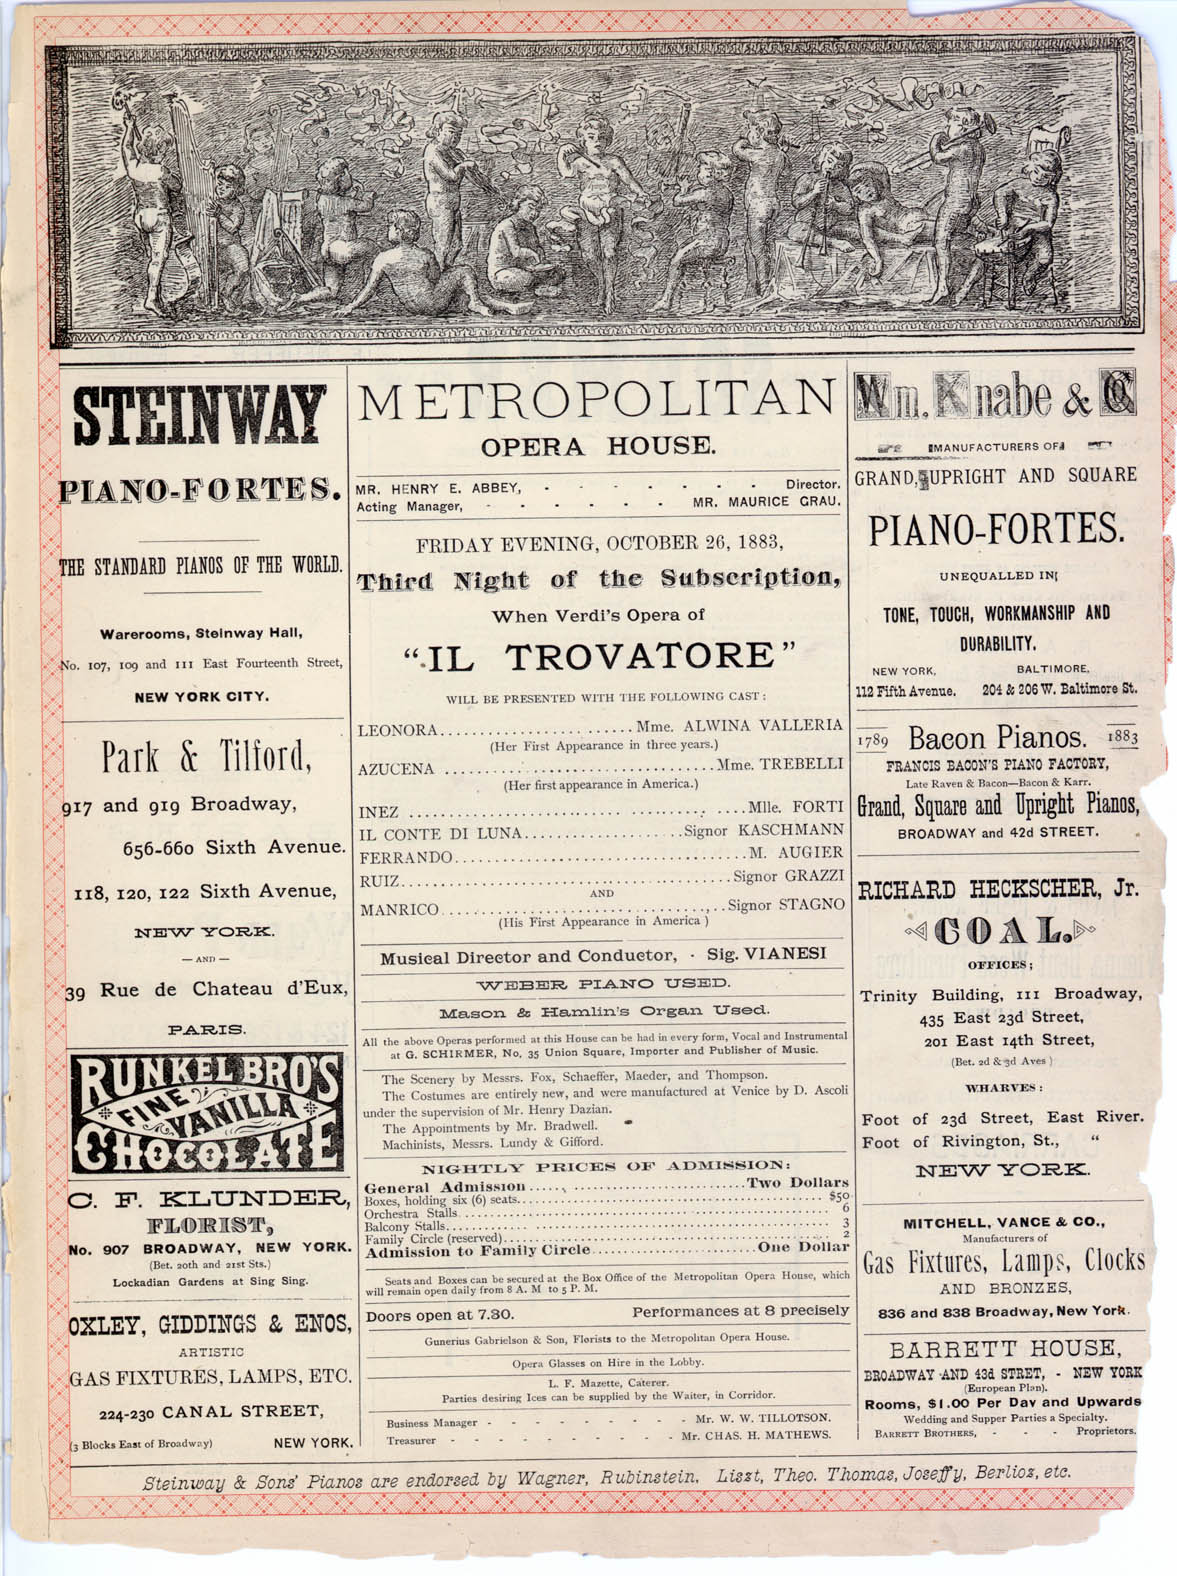 STEINWAY
PIANO-FORTES.
THE STANDARD PIANOS OF THE WORLD.
Warerooms, Steinway Hall,
No. 107, 109 and 111 East Fourteenth Street,
NEW YORK CITY.
Park & Tilford,
917 and 919 Broadway,
656-660 Sixth Avenue.
118, 120, 122 Sixth Avenue,
NEW YORK.
— AND —
39 Rue de Chateau d'Eux,
PARIS.
RUNKEL BRO'S
FINE
VANILLA
CHOCOLATE
C. F. KLUNDER,
FLORIST,
No. 907 BROADWAY, NEW YORK.
(Bet. 20th and 21st Sts.)
Lockadian Gardens at Sing Sing.
OXLEY, GIDDINGS & ENOS,
ARTISTIC
GAS FIXTURES, LAMPS, ETC.
224-230 CANAL STREET,
(3 Blocks East of Broadway) NEW YORK.
METROPOLITAN
OPERA HOUSE.
MR. HENRY E. ABBEY, - - - - - - - Director.
Acting Manager, - - - - - - MR. MAURICE GRAU.
FRIDAY EVENING, OCTOBER 26, 1883,
Third Night of the Subscription,
When Verdi's Opera of
"IL TROVATORE"
WILL BE PRESENTED WITH THE FOLLOWING CAST:
LEONORA........................Mme. ALWINA VALLERIA
(Her First Appearance in three years.)
AZUCENA ..................................Mme. TREBELLI
(Her first appearance in America.)
INEZ ..........................................Mlle. FORTI
IL CONTE DI LUNA....................Signor KASCHMANN
FERRANDO....................................M. AUGIER
RUIZ..........................................Signor GRAZZI
AND
MANRICO.....................................Signor STAGNO
(His First Appearance in America )
Musical Director and Conductor, - Sig. VIANESI
WEBER PIANO USED.
Mason & Hamlin's Organ Used.
All the above Operas performed at this House can be had in every form, Vocal and Instrumental
at G. SCHIRMER, No. 35 Union Square, Importer and Publisher of Music.
The Scenery by Messrs. Fox, Schaeffer, Maeder, and Thompson.
The Costumes are entirely new, and were manufactured at Venice by D. Ascoli
under the supervision of Mr. Henry Dazian.
The Appointments by Mr. Bradwell.
Machinists, Messrs. Lundy & Gifford.
NIGHTLY PRICES OF ADMISSION:
General Admission..............................Two Dollars
Boxes, holding six (6) seats................................................$50
Orchestra Stalls................................................................6
Balcony Stalls..................................................................3
Family Circle (reserved).....................................................2
Admission to Family Circle.........................One Dollar
Seats and Boxes can be secured at the Box Office of the Metropolitan Opera House, which
will remain open daily from 8 A. M to 5 P. M.
Doors open at 7.30. Performances at 8 precisely
Gunerius Gabrielson & Son, Florists to the Metropolitan Opera House.
Opera Glasses on Hire in the Lobby.
L. F. Mazette, Caterer.
Parties desiring Ices can be supplied by the Waiter, in Corridor.
Business Manager - - - - - - - - - Mr. W. W. TILLOTSON.
Treasurer - - - - - - - - - Mr. CHAS. H. MATHEWS.
Wm. Knabe & Co
MANUFACTURERS OF
GRAND, UPRIGHT AND SQUARE
PIANO-FORTES.
UNEQUALLED IN
TONE, TOUCH, WORKMANSHIP AND
DURABILITY.
NEW YORK, BALTIMORE,
112 Fifth Avenue. 204 & 206 W. Baltimore St.
1789 Bacon Pianos. 1883
FRANCIS BACON'S PIANO FACTORY,
Late Raven & Bacon—Bacon & Karr.
Grand, Square and Upright Pianos,
BROADWAY and 42d STREET.
RICHARD HECKSCHER, Jr.
COAL.
OFFICES;
Trinity Building, 111 Broadway,
435 East 23d Street,
201 East 14th Street,
(Bet. 2d & 3d Aves )
WHARVES:
Foot of 23d Street, East River.
Foot of Rivington, St., "
NEW YORK.
MITCHELL, VANCE & CO.,
Manufacturers of
Gas Fixtures, Lamps, Clocks
AND BRONZES,
836 and 838 Broadway, New York.
BARRETT HOUSE,
BROADWAY AND 43d STRET, - NEW YORK
(European Plan).
Rooms, $1.00 Per Day and Upwards
Wedding and Supper Parties a Specialty.
BARRETT BROTHERS, - - - Proprietors.
Steinway & Sons' Pianos are endorsed by Wagner, Rubinstein, Liszt, Theo. Thomas, Joseffy, Berlioz, etc.